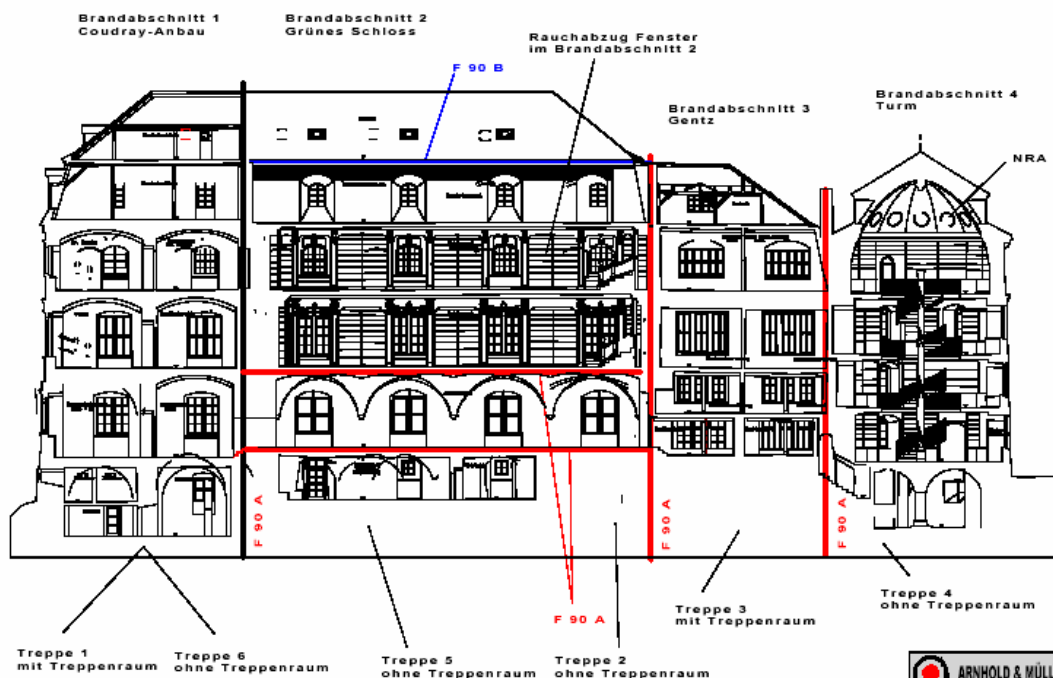 Brandabschnitt 1
Coudray-Anbau
Brandabschnitt 2
Grünes Schloss
Rauchabzug Fenster
im Brandabschnitt 2
F 90 B
Brandabschnitt 3
Gentz
Brandabschnitt 4
Turm
NRA
F 90 A
F 90 A
F 90 A
F 90 A
Treppe 1
mit Treppenraum
Treppe 6
ohne Treppenraum
Treppe 5
ohne Treppenraum
Treppe 2
ohne Treppenraum
Treppe 3
mit Treppenraum
Treppe 4
ohne Treppenraum
ARNHOLD & MÜLL